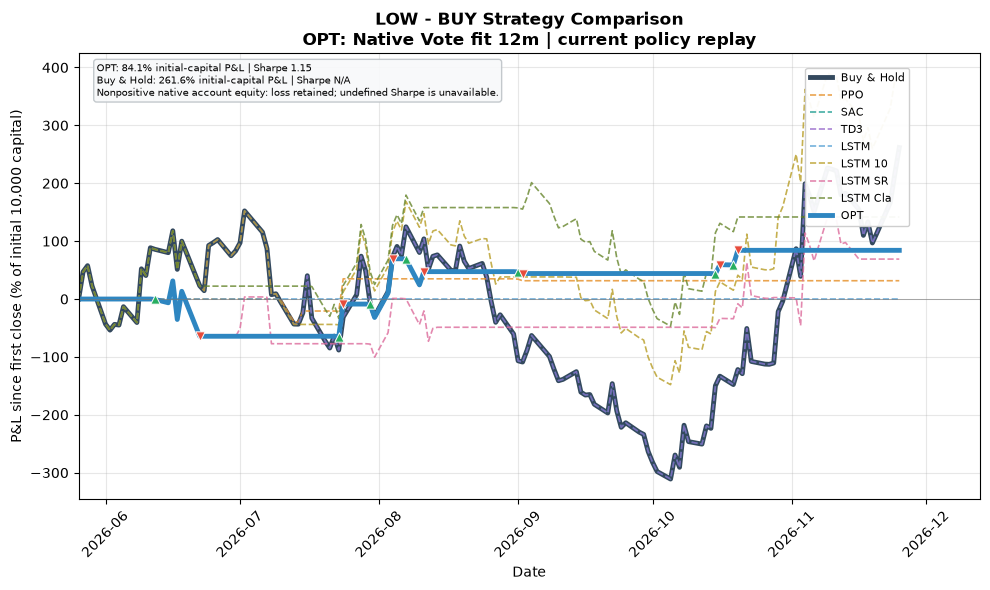 LOW - BUY Strategy Comparison
OPT: Native Vote fit 12m | current policy replay
OPT: 84.1% initial-capital P&L | Sharpe 1.15
Buy & Hold: 261.6% initial-capital P&L | Sharpe N/A
Nonpositive native account equity: loss retained; undefined Sharpe is unavailable.
Buy & Hold
PPO
SAC
TD3
LSTM
LSTM 10
LSTM SR
LSTM Cla
OPT
P&L since first close (% of initial 10,000 capital)
400
300
200
100
0
−100
−200
−300
2026-06
2026-07
2026-08
2026-09
2026-10
2026-11
2026-12
Date